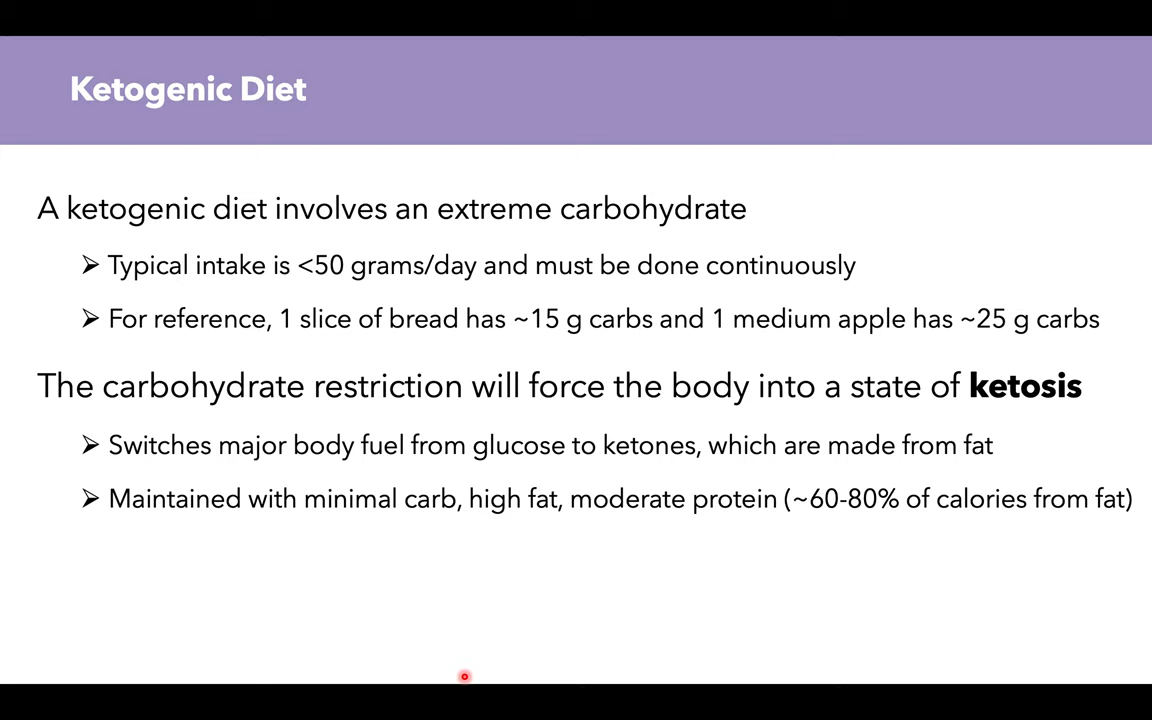 Ketogenic Diet
A ketogenic diet involves an extreme carbohydrate
➢ Typical intake is <50 grams/day and must be done continuously
➢ For reference, 1 slice of bread has ~15 g carbs and 1 medium apple has ~25 g carbs
The carbohydrate restriction will force the body into a state of ketosis
➢ Switches major body fuel from glucose to ketones, which are made from fat
➢ Maintained with minimal carb, high fat, moderate protein (~60-80% of calories from fat)